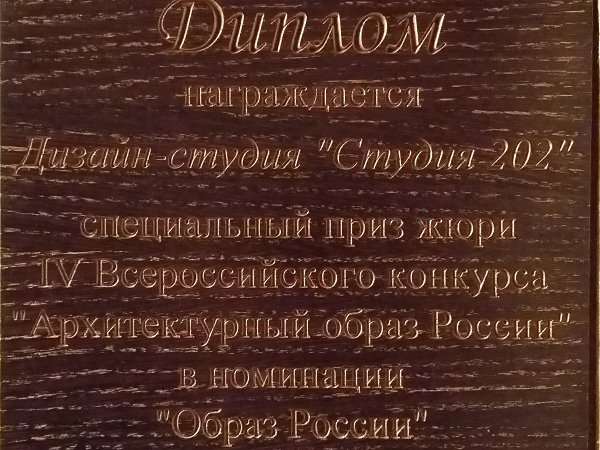 Диплом
награждается
Дизайн-студия "Студия-202"
специальный приз жюри
IV Всероссийского конкурса
"Архитектурный образ России"
в номинации
"Образ России"